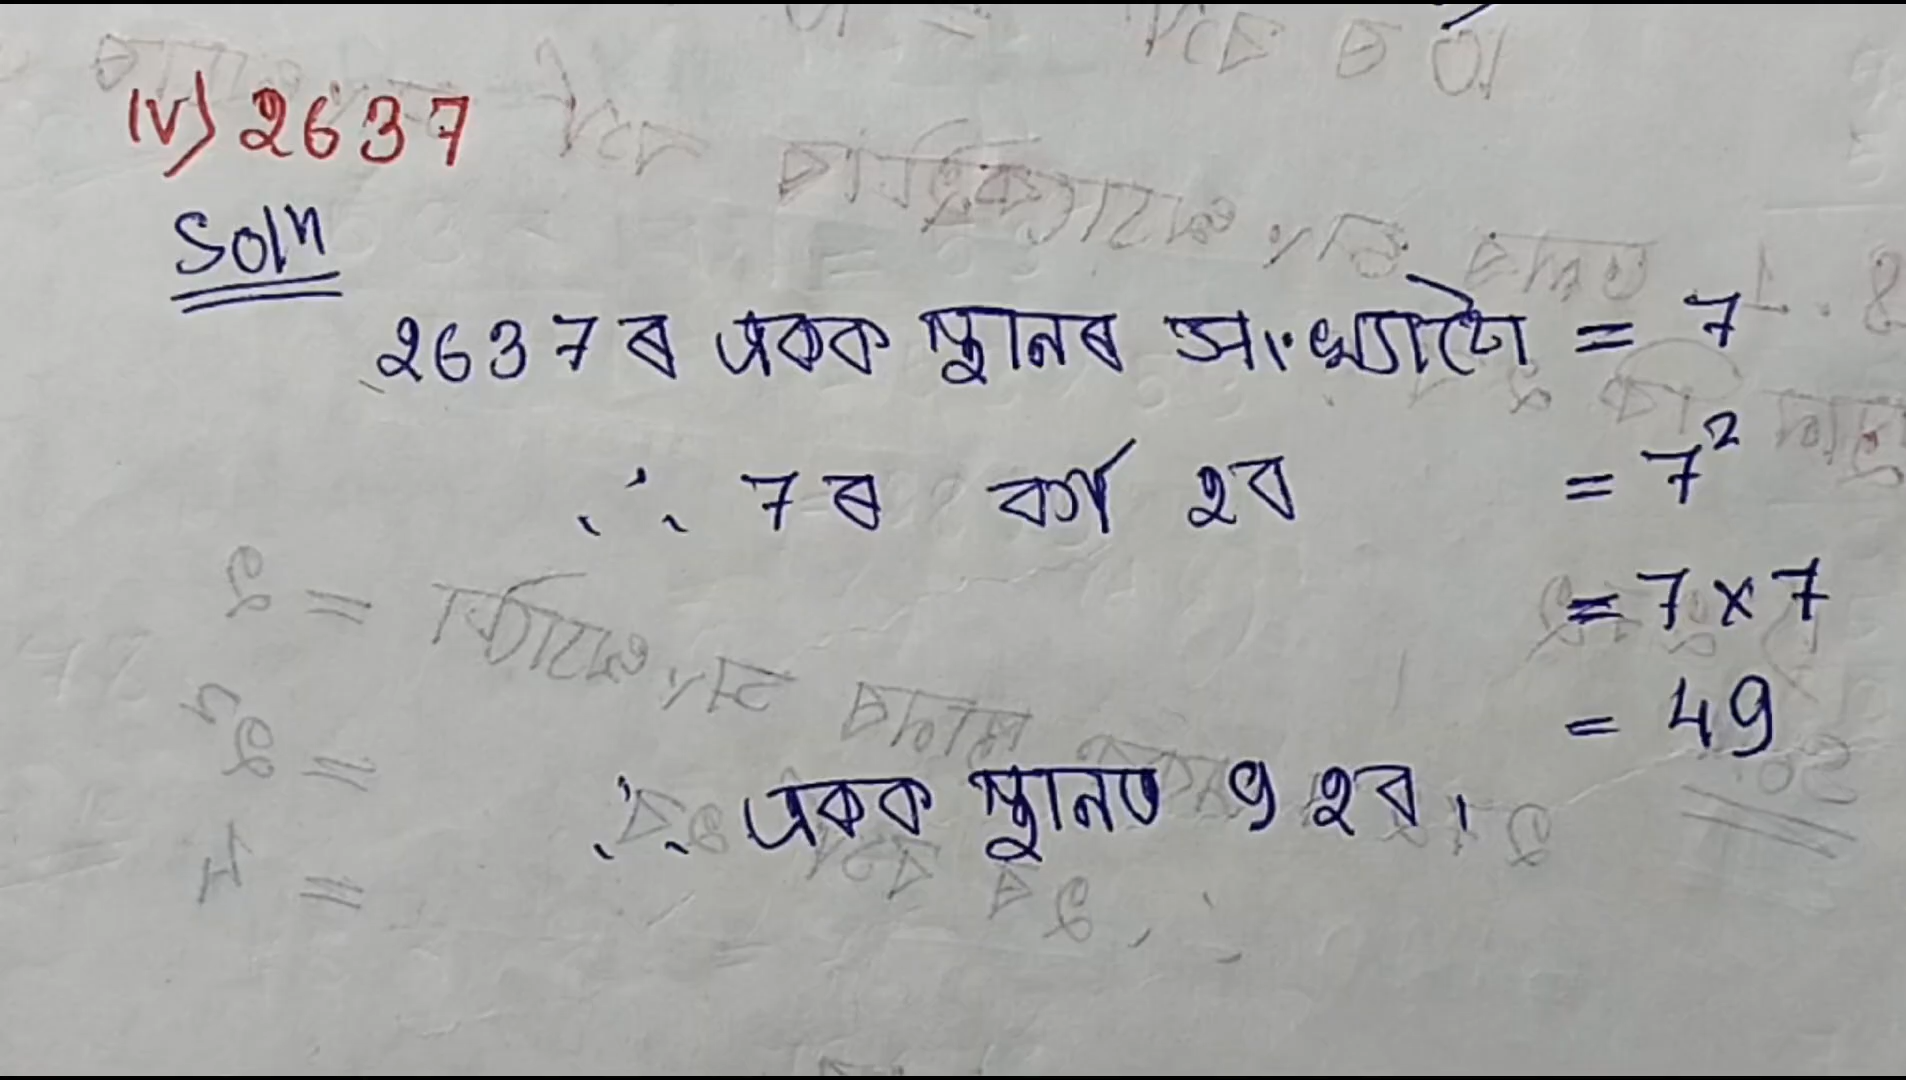 iv) 2637
Solⁿ
2637ৰ একক স্থানৰ সংখ্যাটো = 7
∴ 7ৰ বৰ্গ হব = 7²
= 7 × 7
= 49
∴ একক স্থানত 9 হব।